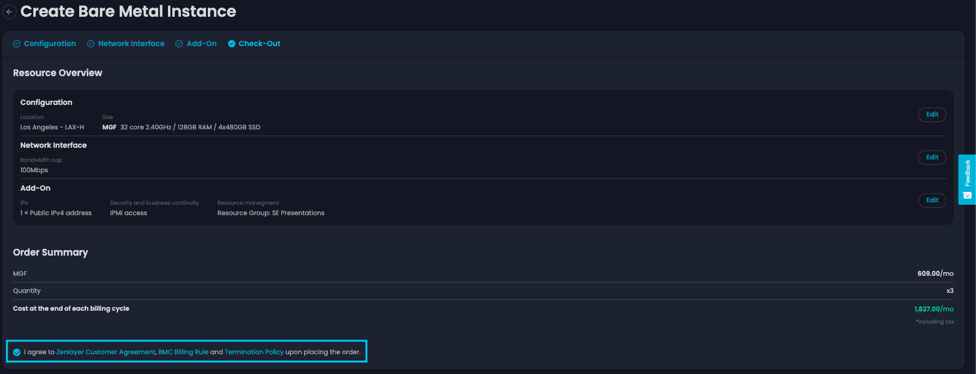 Create Bare Metal Instance
Configuration Network Interface Add-On Check-Out
Resource Overview
Configuration
Location Size
Los Angeles - LAX-H MGF 32 core 2.40GHz / 128GB RAM / 4x480GB SSD
Edit
Network Interface
Bandwidth cap
100Mbps
Edit
Add-On
IPs Security and business continuity Resource managment
1 × Public IPv4 address IPMI access Resource Group: SE Presentations
Edit
Feedback
Order Summary
MGF 609.00/mo
Quantity x3
Cost at the end of each billing cycle 1,827.00/mo
*Including tax
I agree to Zenlayer Customer Agreement, BMC Billing Rule and Termination Policy upon placing the order.